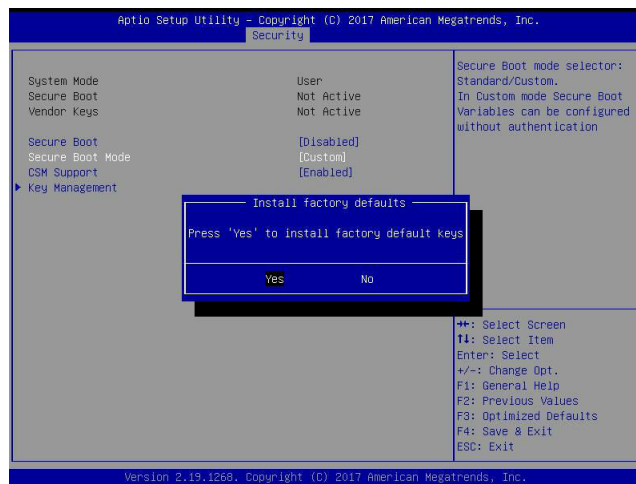 Aptio Setup Utility – Copyright (C) 2017 American Megatrends, Inc.
Security
System Mode User
Secure Boot Not Active
Vendor Keys Not Active
Secure Boot [Disabled]
Secure Boot Mode [Custom]
CSM Support [Enabled]
Key Management
Install factory defaults
Press 'Yes' to install factory default keys
Yes No
Secure Boot mode selector:
Standard/Custom.
In Custom mode Secure Boot
Variables can be configured
without authentication
→←: Select Screen
↑↓: Select Item
Enter: Select
+/-: Change Opt.
F1: General Help
F2: Previous Values
F3: Optimized Defaults
F4: Save & Exit
ESC: Exit
Version 2.19.1268. Copyright (C) 2017 American Megatrends, Inc.